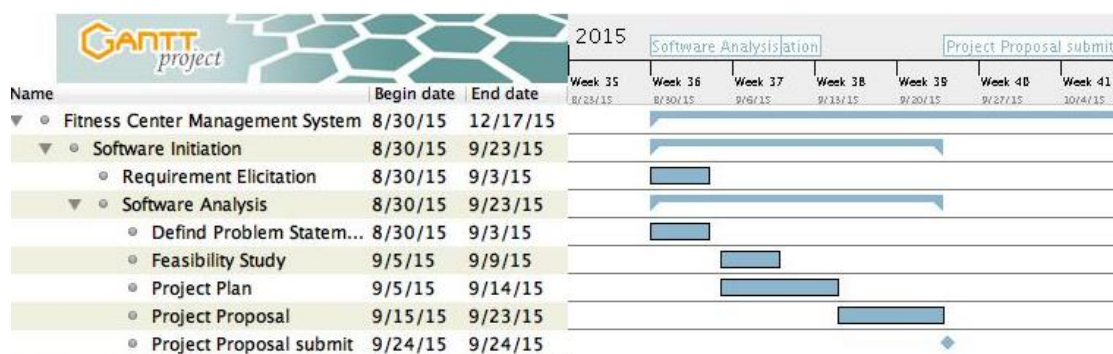 GANTT
project
2015
Software Analysis ation Project Proposal submit
Week 35 Week 36 Week 37 Week 38 Week 39 Week 40 Week 41
8/23/15 8/30/15 9/6/15 9/13/15 9/20/15 9/27/15 10/4/15
Name Begin date End date
Fitness Center Management System 8/30/15 12/17/15
Software Initiation 8/30/15 9/23/15
Requirement Elicitation 8/30/15 9/3/15
Software Analysis 8/30/15 9/23/15
Defind Problem Statem... 8/30/15 9/3/15
Feasibility Study 9/5/15 9/9/15
Project Plan 9/5/15 9/14/15
Project Proposal 9/15/15 9/23/15
Project Proposal submit 9/24/15 9/24/15